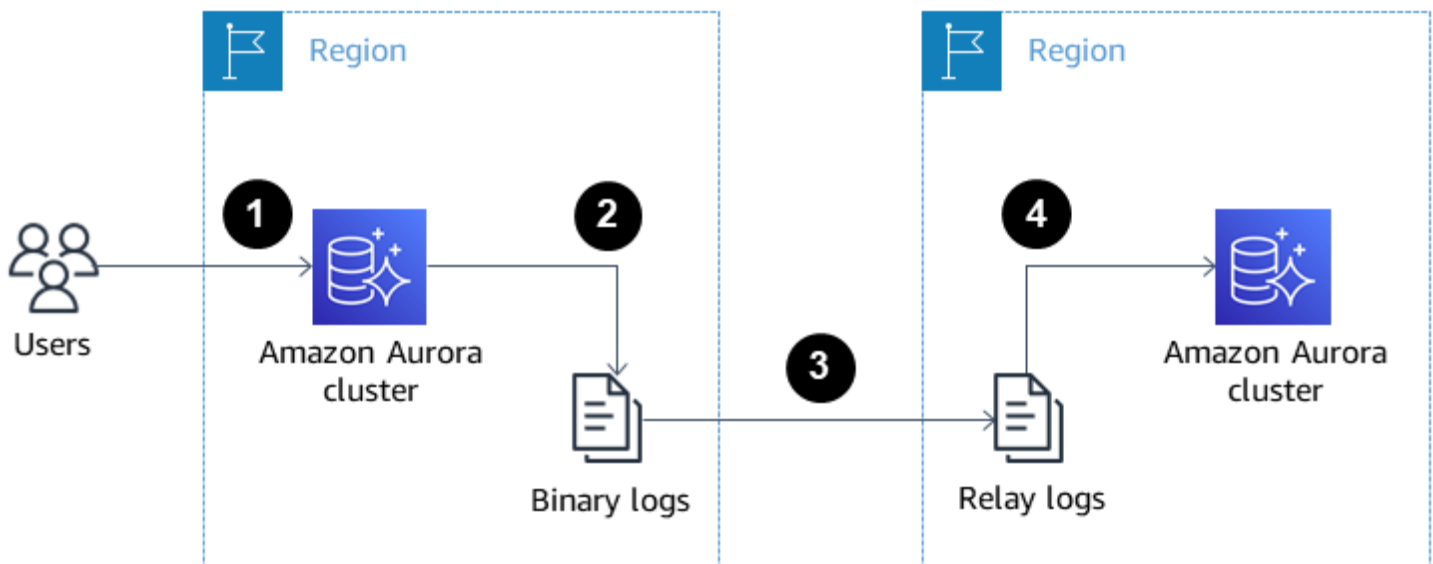 Region
Region
1
2
4
Users
Amazon Aurora
cluster
Amazon Aurora
cluster
3
Binary logs
Relay logs